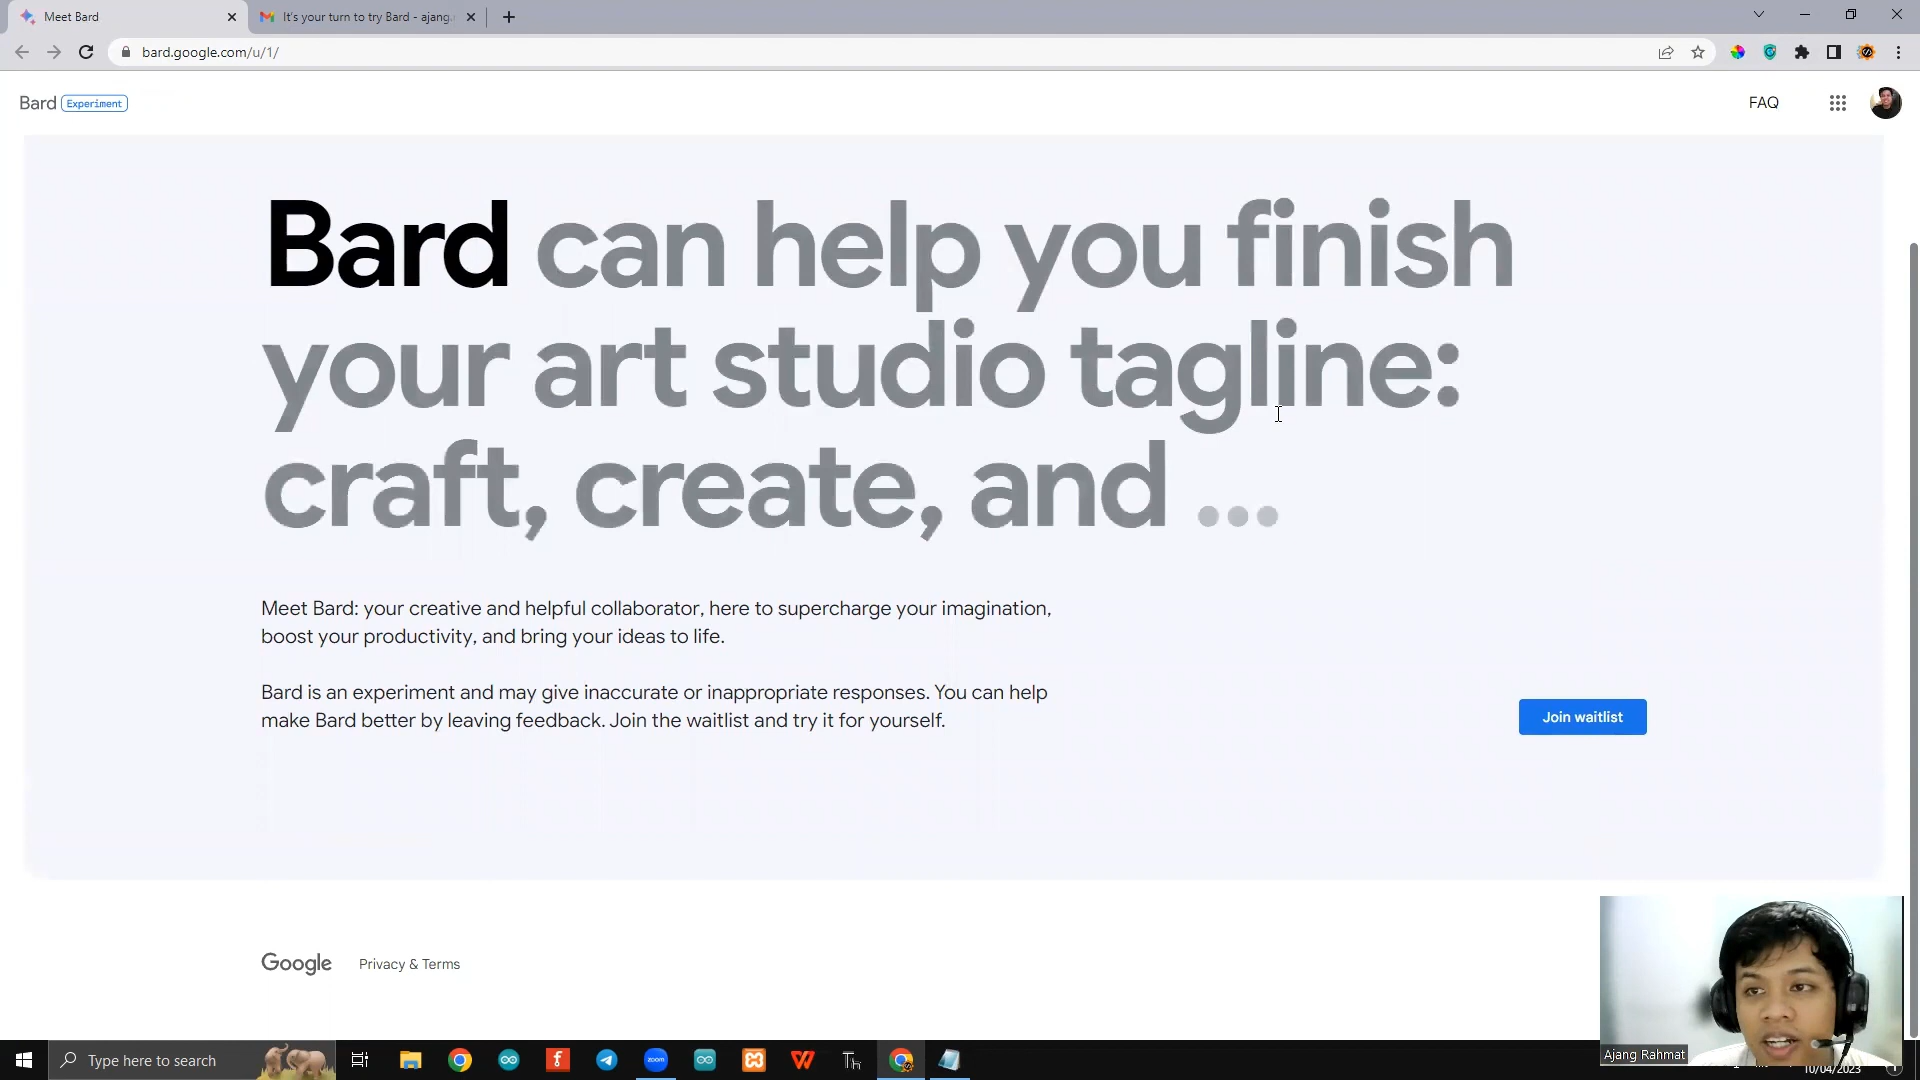 Meet Bard
It's your turn to try Bard - ajang.
bard.google.com/u/1/
Bard Experiment
FAQ
Bard can help you finish
your art studio tagline:
craft, create, and ...
Meet Bard: your creative and helpful collaborator, here to supercharge your imagination,
boost your productivity, and bring your ideas to life.
Bard is an experiment and may give inaccurate or inappropriate responses. You can help
make Bard better by leaving feedback. Join the waitlist and try it for yourself.
Join waitlist
Google
Privacy & Terms
Ajang Rahmat
Type here to search
zoom
10/04/2023